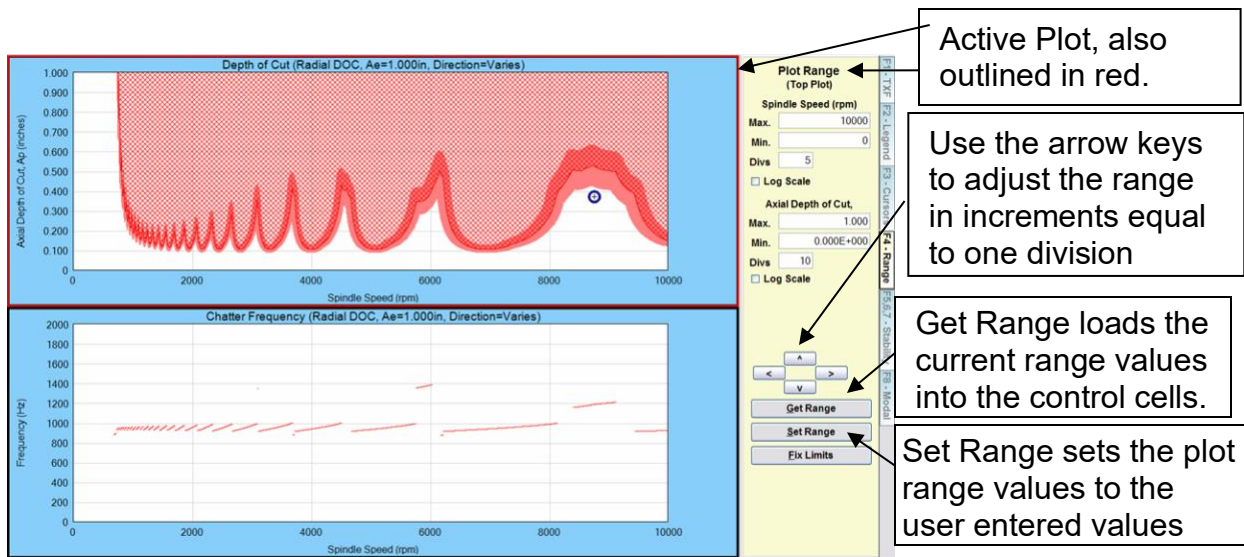 Depth of Cut (Radial DOC, Ae=1.000in, Direction=Varies)
Axial Depth of Cut, Ap (inches)
1.000
0.900
0.800
0.700
0.600
0.500
0.400
0.300
0.200
0.100
0
0 2000 4000 6000 8000 10000
Spindle Speed (rpm)
Chatter Frequency (Radial DOC, Ae=1.000in, Direction=Varies)
Frequency (Hz)
2000
1800
1600
1400
1200
1000
800
600
400
200
0
0 2000 4000 6000 8000 10000
Spindle Speed (rpm)
Plot Range
(Top Plot)
Spindle Speed (rpm)
Max. 10000
Min. 0
Divs 5
Log Scale
Axial Depth of Cut,
Max. 1.000
Min. 0.000E+000
Divs 10
Log Scale
^
< >
v
Get Range
Set Range
Fix Limits
F1 - TXF
F2 - Legend
F3 - Cursors
F4 - Range
F5,6,7 - Stabili
F8 - Modal
Active Plot, also
outlined in red.
Use the arrow keys
to adjust the range
in increments equal
to one division
Get Range loads the
current range values
into the control cells.
Set Range sets the plot
range values to the
user entered values